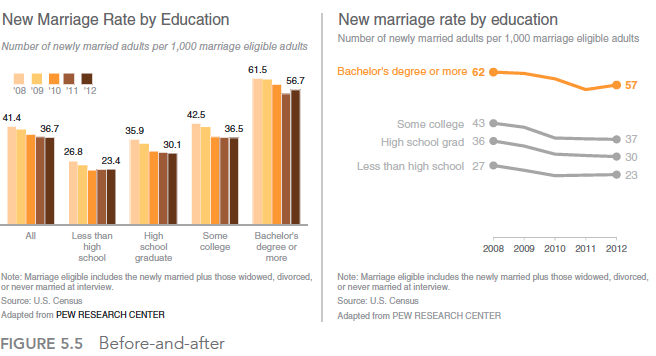 New Marriage Rate by Education
Number of newly married adults per 1,000 marriage eligible adults
'08 '09 '10 '11 '12
41.4
36.7
26.8
23.4
35.9
30.1
42.5
36.5
61.5
56.7
All
Less than
high
school
High
school
graduate
Some
college
Bachelor's
degree or
more
Note: Marriage eligible includes the newly married plus those widowed, divorced,
or never married at interview.
Source: U.S. Census
Adapted from PEW RESEARCH CENTER
New marriage rate by education
Number of newly married adults per 1,000 marriage eligible adults
Bachelor's degree or more 62
57
Some college 43
37
High school grad 36
30
Less than high school 27
23
2008 2009 2010 2011 2012
Note: Marriage eligible includes the newly married plus those widowed, divorced,
or never married at interview.
Source: U.S. Census
Adapted from PEW RESEARCH CENTER
FIGURE 5.5 Before-and-after